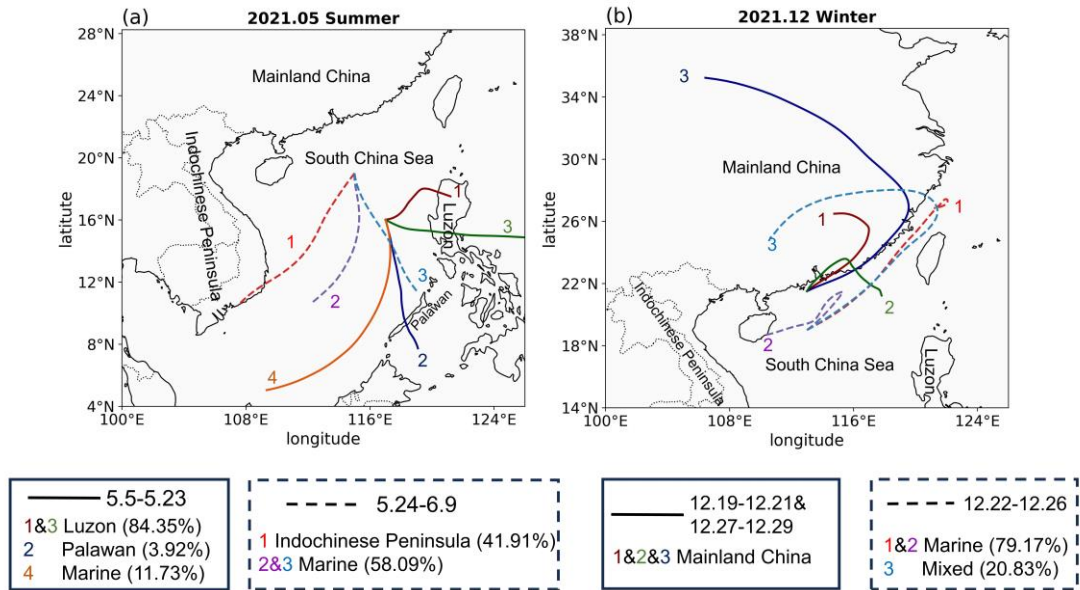 (a)
2021.05 Summer
28°N
24°N
20°N
16°N
12°N
8°N
4°N
latitute
100°E
108°E
116°E
124°E
longitude
Mainland China
Indochinese Peninsula
South China Sea
Luzon
Palawan
1
2
3
1
3
2
4
(b)
2021.12 Winter
38°N
34°N
30°N
26°N
22°N
18°N
14°N
latitute
100°E
108°E
116°E
124°E
longitude
3
Mainland China
1
3
1
2
2
Indochinese Peninsula
South China Sea
Luzon
5.5-5.23
1&3 Luzon (84.35%)
2 Palawan (3.92%)
4 Marine (11.73%)
5.24-6.9
1 Indochinese Peninsula (41.91%)
2&3 Marine (58.09%)
12.19-12.21&
12.27-12.29
1&2&3 Mainland China
12.22-12.26
1&2 Marine (79.17%)
3 Mixed (20.83%)